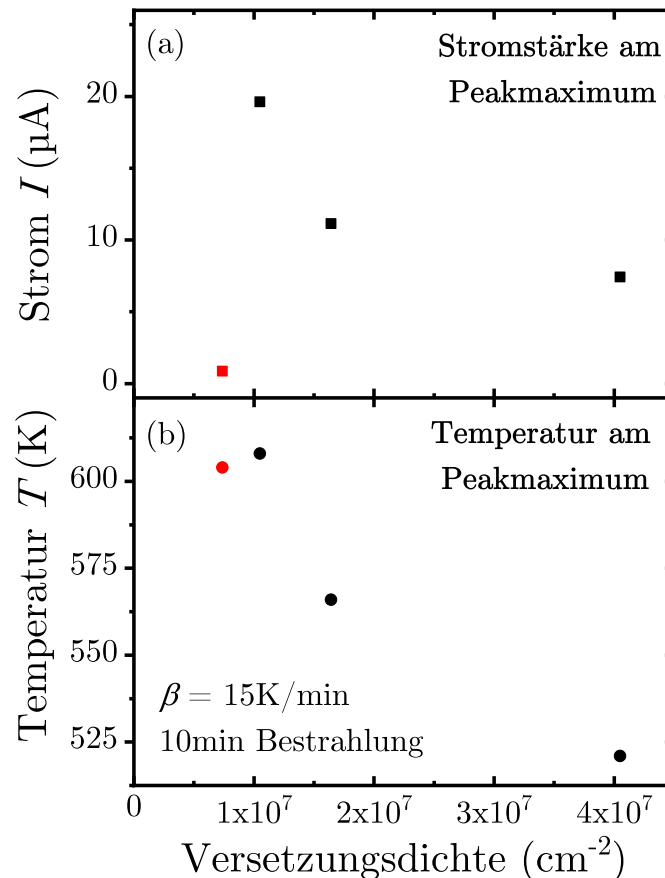 (a)
Stromstärke am
Peakmaximum
Strom I (µA)
20
10
0
(b)
Temperatur am
Peakmaximum
Temperatur T (K)
600
575
550
525
β = 15K/min
10min Bestrahlung
0 1x10⁷ 2x10⁷ 3x10⁷ 4x10⁷
Versetzungsdichte (cm⁻²)